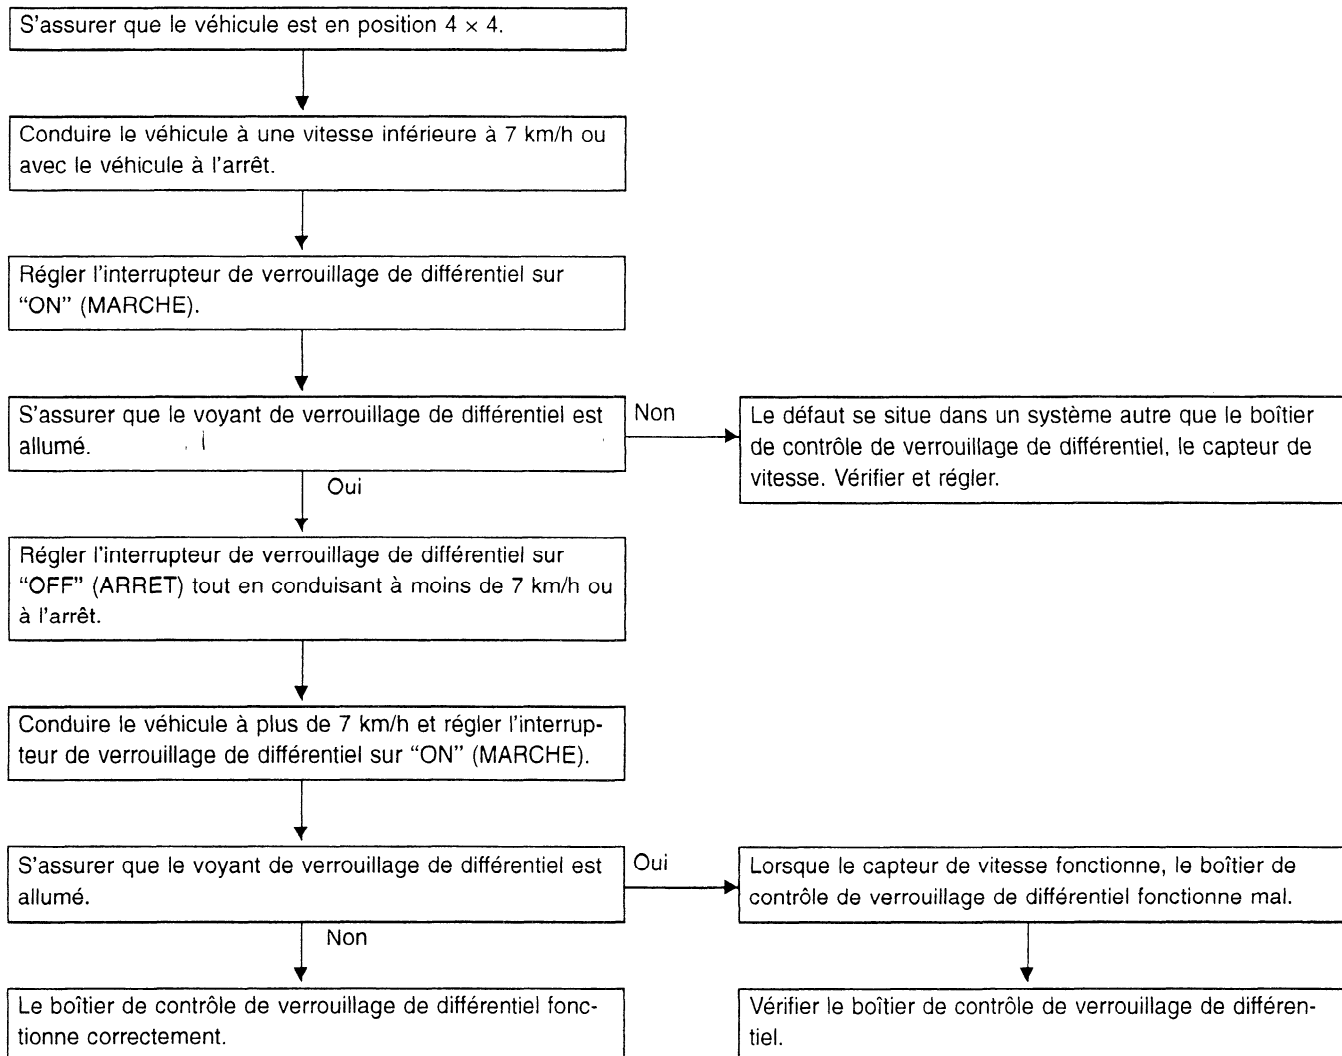 S'assurer que le véhicule est en position 4 × 4.
Conduire le véhicule à une vitesse inférieure à 7 km/h ou
avec le véhicule à l'arrêt.
Régler l'interrupteur de verrouillage de différentiel sur
“ON” (MARCHE).
S'assurer que le voyant de verrouillage de différentiel est
allumé.
Non
Le défaut se situe dans un système autre que le boîtier
de contrôle de verrouillage de différentiel, le capteur de
vitesse. Vérifier et régler.
Oui
Régler l'interrupteur de verrouillage de différentiel sur
“OFF” (ARRET) tout en conduisant à moins de 7 km/h ou
à l'arrêt.
Conduire le véhicule à plus de 7 km/h et régler l'interrup-
teur de verrouillage de différentiel sur “ON” (MARCHE).
S'assurer que le voyant de verrouillage de différentiel est
allumé.
Oui
Lorsque le capteur de vitesse fonctionne, le boîtier de
contrôle de verrouillage de différentiel fonctionne mal.
Non
Le boîtier de contrôle de verrouillage de différentiel fonc-
tionne correctement.
Vérifier le boîtier de contrôle de verrouillage de différen-
tiel.